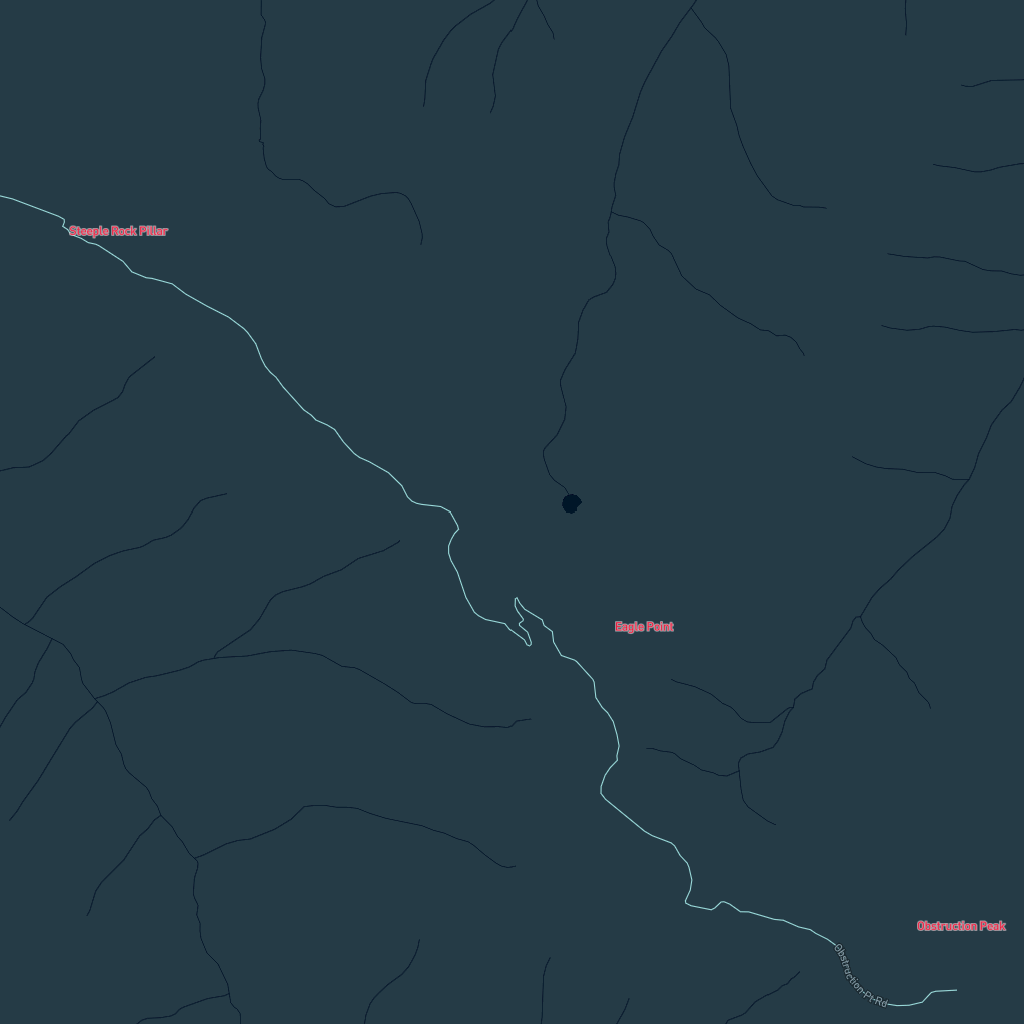 Steeple Rock Pillar
Eagle Point
Obstruction Peak
Obstruction Pt Rd